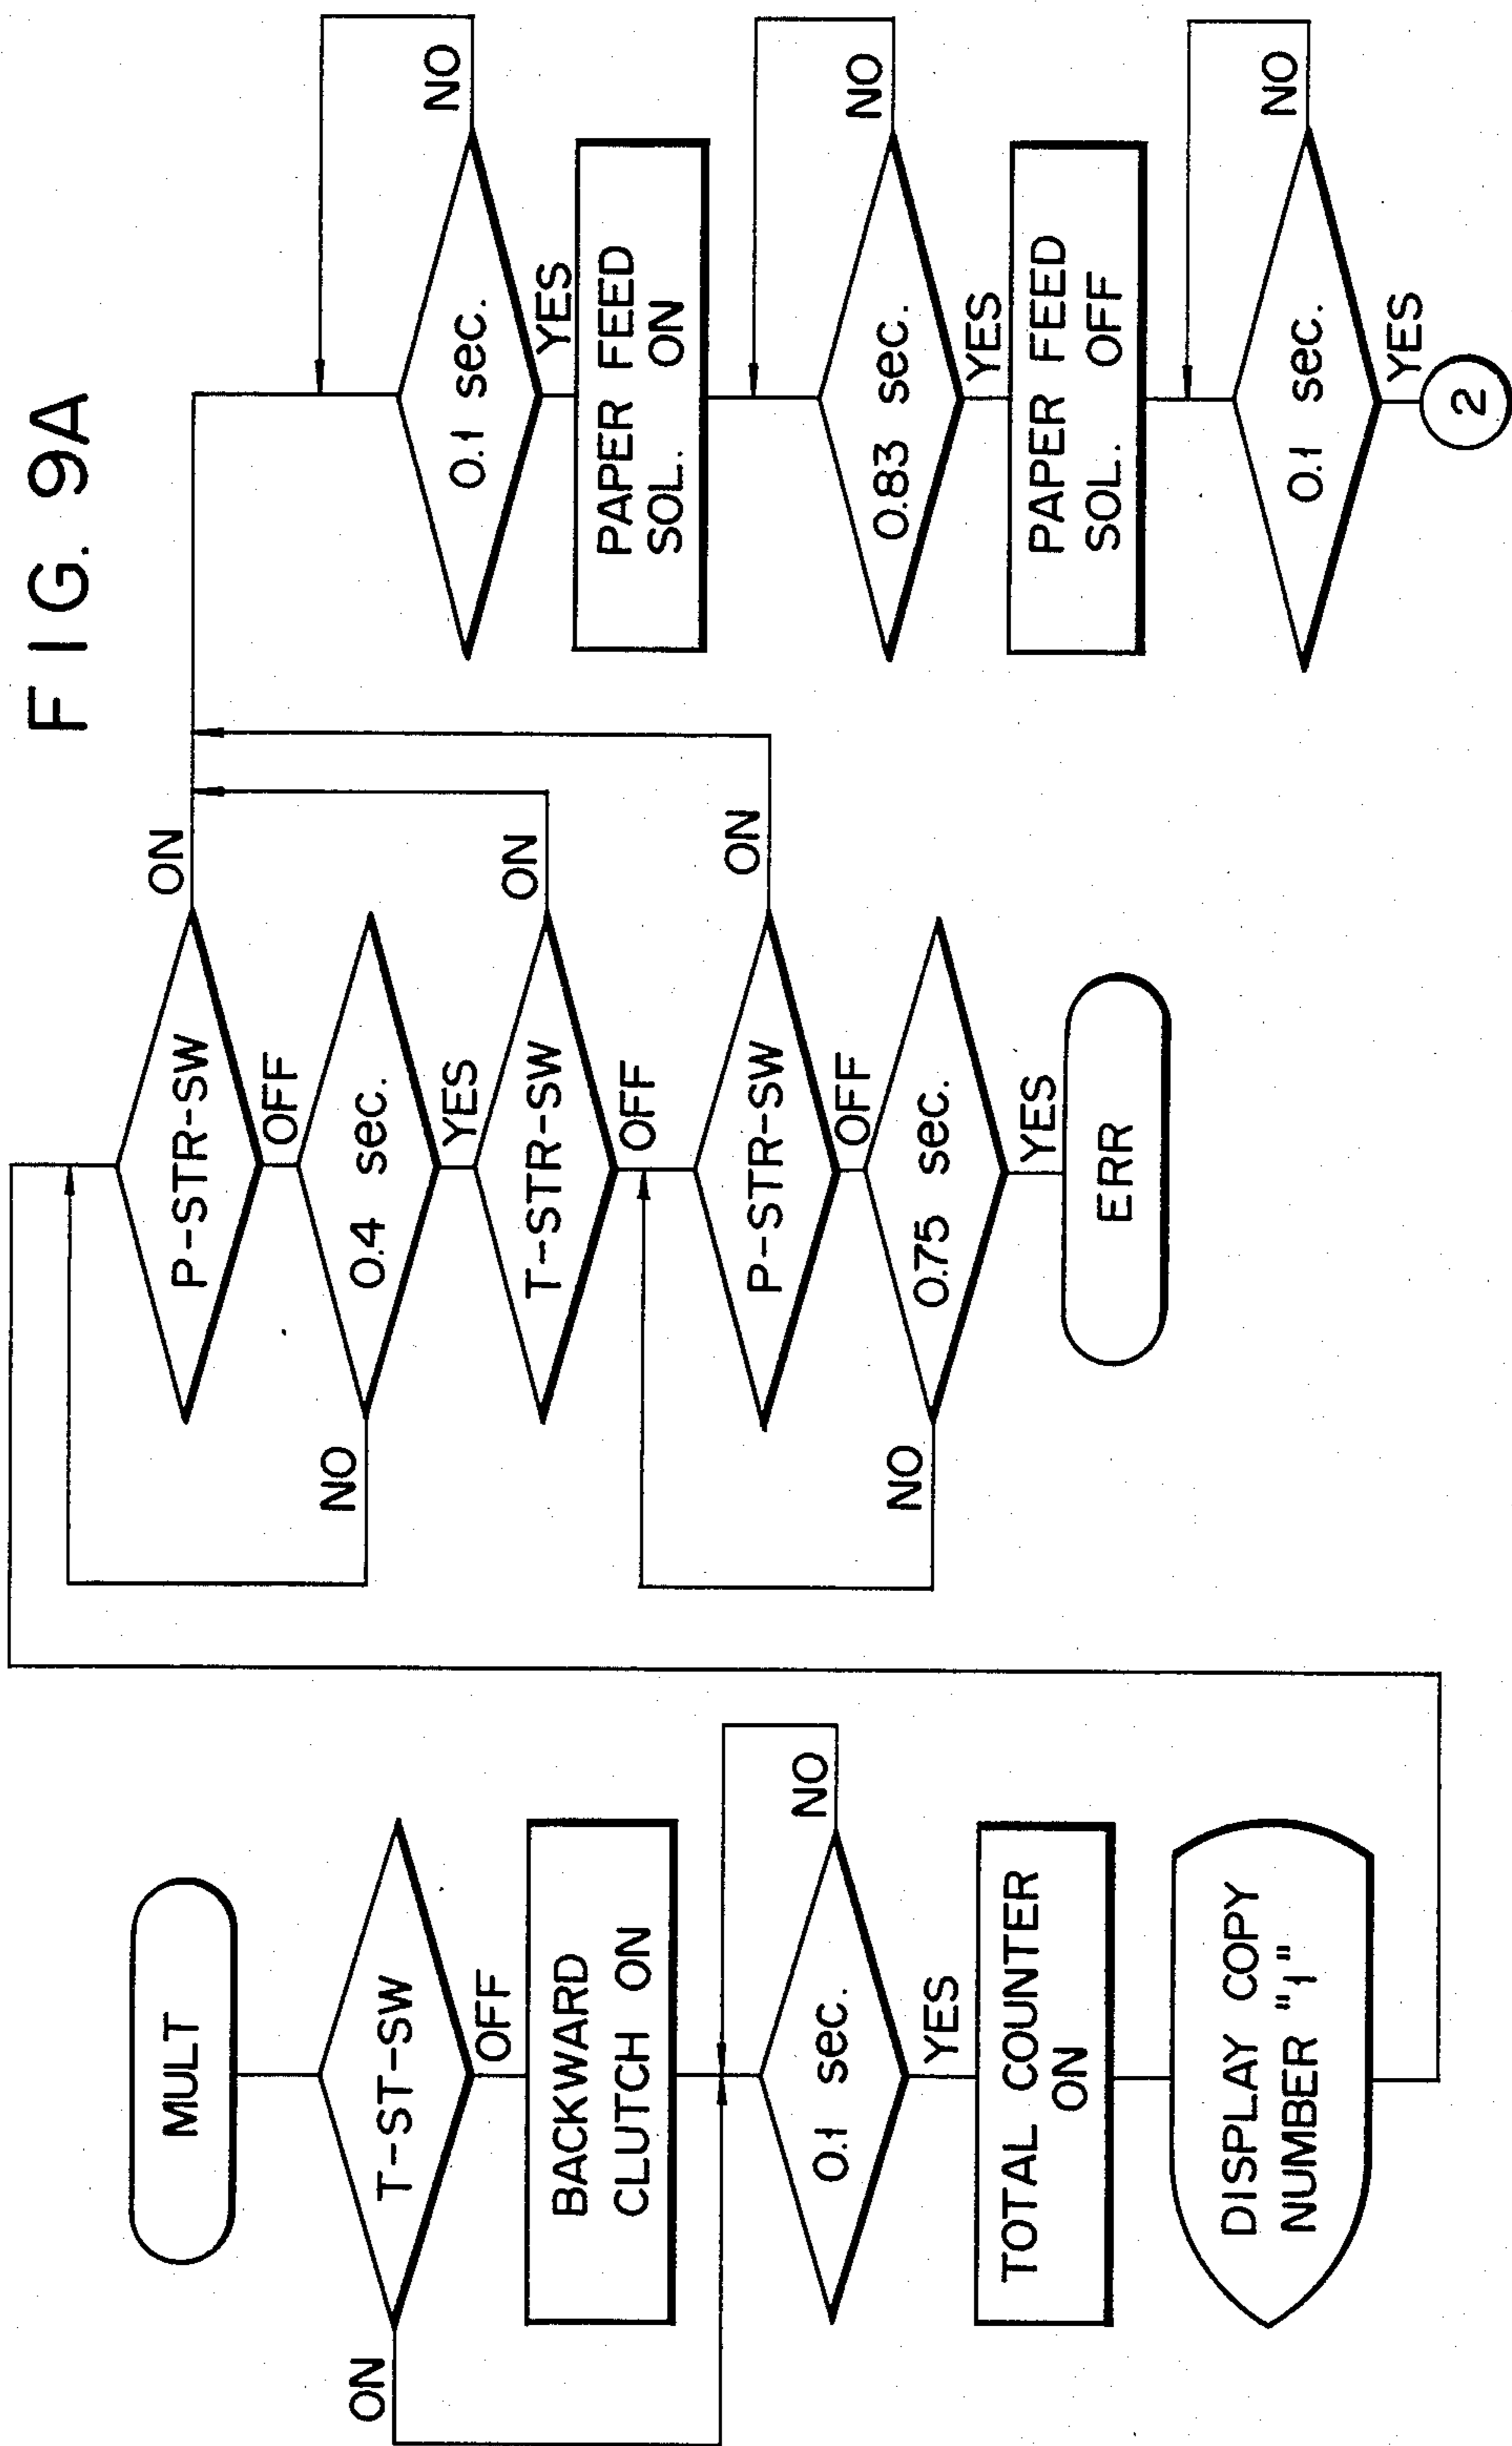 FIG. 9A
MULT
T-ST-SW
ON
OFF
BACKWARD
CLUTCH ON
0.1 sec.
NO
YES
TOTAL COUNTER
ON
DISPLAY COPY
NUMBER "1"
P-STR-SW
ON
OFF
0.4 sec.
NO
YES
T-STR-SW
ON
OFF
P-STR-SW
ON
OFF
0.75 sec.
NO
YES
ERR
0.1 sec.
NO
YES
PAPER FEED
SOL. ON
0.83 sec.
NO
YES
PAPER FEED
SOL. OFF
0.1 sec.
NO
YES
2